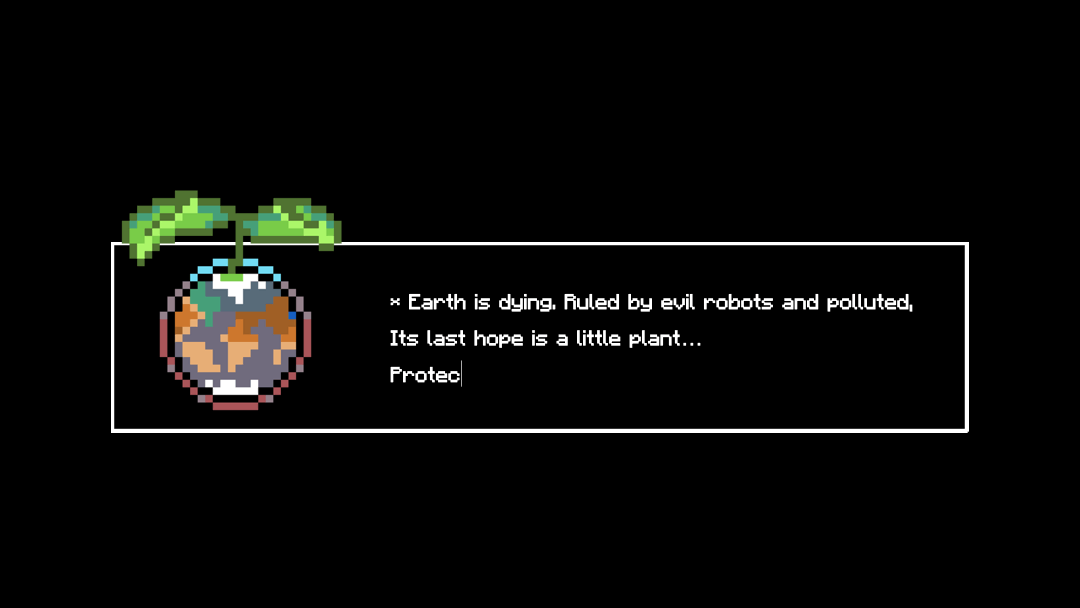 * Earth is dying. Ruled by evil robots and polluted,
Its last hope is a little plant...
Protec